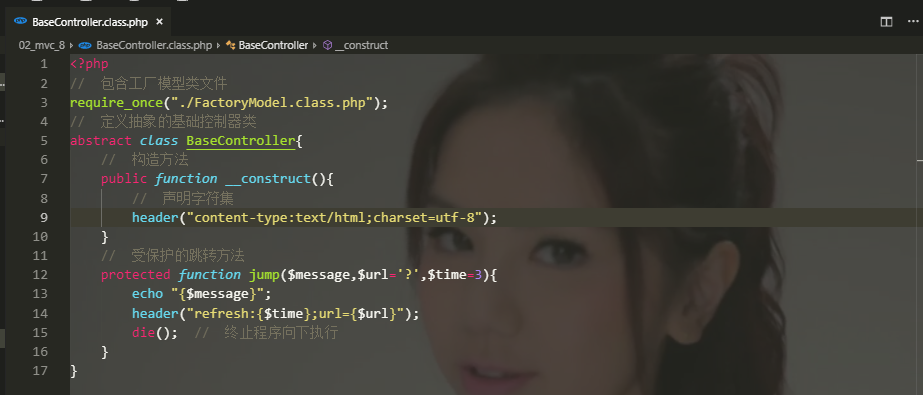 BaseController.class.php ×
02_mvc_8 › BaseController.class.php › BaseController › __construct
1 <?php
2 //  包含工厂模型类文件
3 require_once("./FactoryModel.class.php");
4 //  定义抽象的基础控制器类
5 abstract class BaseController{
6     //  构造方法
7     public function __construct(){
8         //  声明字符集
9         header("content-type:text/html;charset=utf-8");
10     }
11     //  受保护的跳转方法
12     protected function jump($message,$url='?',$time=3){
13         echo "{$message}";
14         header("refresh:{$time};url={$url}");
15         die();  //  终止程序向下执行
16     }
17 }